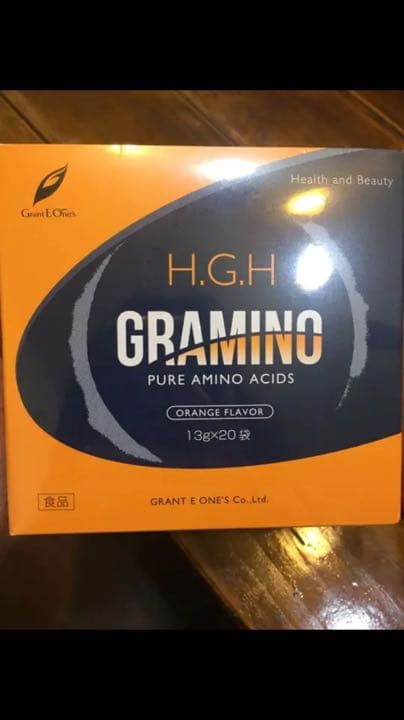 Grant E One's
Health and Beauty
H.G.H
GRAMINO
PURE AMINO ACIDS
ORANGE FLAVOR
13g×20袋
食品
GRANT E ONE'S Co.,Ltd.